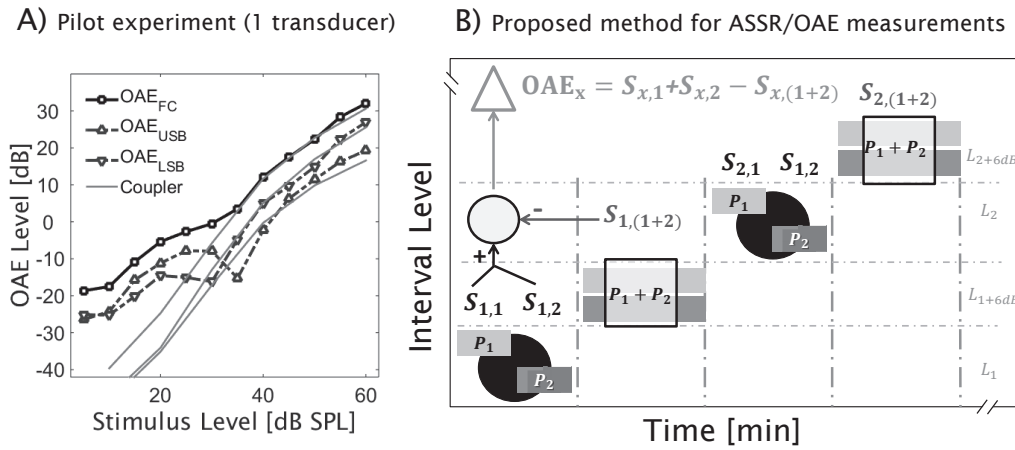 A) Pilot experiment (1 transducer)
OAE_FC
OAE_USB
OAE_LSB
Coupler
30
20
10
0
-10
-20
-30
-40
OAE Level [dB]
20
40
60
Stimulus Level [dB SPL]
B) Proposed method for ASSR/OAE measurements
OAE_x = S_x,1+S_x,2 − S_x,(1+2)
S_2,(1+2)
P_1 + P_2
L_2+6dB
S_2,1
S_1,2
P_1
P_2
L_2
-
S_1,(1+2)
+
S_1,1
S_1,2
P_1 + P_2
L_1+6dB
P_1
P_2
L_1
Interval Level
Time [min]